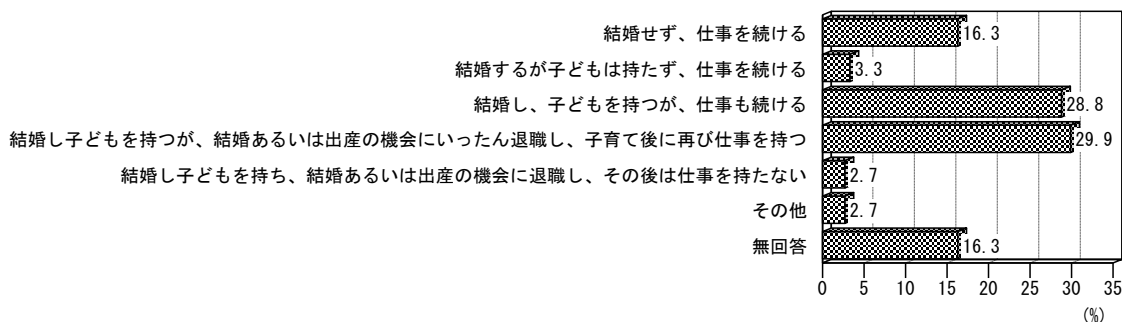 結婚せず、仕事を続ける
16.3
結婚するが子どもは持たず、仕事を続ける
3.3
結婚し、子どもを持つが、仕事も続ける
28.8
結婚し子どもを持つが、結婚あるいは出産の機会にいったん退職し、子育て後に再び仕事を持つ
29.9
結婚し子どもを持ち、結婚あるいは出産の機会に退職し、その後は仕事を持たない
2.7
その他
2.7
無回答
16.3
0 5 10 15 20 25 30 35
(%)